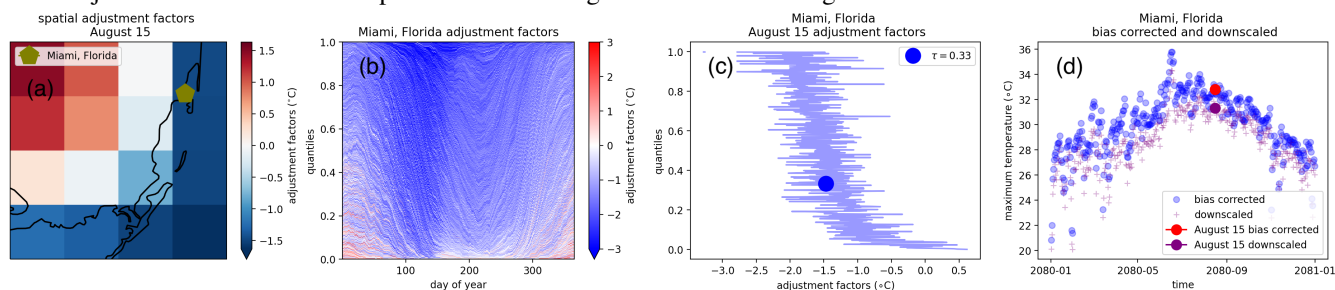 spatial adjustment factors
August 15
Miami, Florida
(a)
1.5
1.0
0.5
0.0
−0.5
−1.0
−1.5
adjustment factors (°C)
Miami, Florida adjustment factors
(b)
quantiles
1.0
0.8
0.6
0.4
0.2
0.0
100
200
300
day of year
3
2
1
0
−1
−2
−3
adjustment factors (°C)
Miami, Florida
August 15 adjustment factors
(c)
τ = 0.33
quantiles
1.0
0.8
0.6
0.4
0.2
0.0
−3.0
−2.5
−2.0
−1.5
−1.0
−0.5
0.0
0.5
adjustment factors (∘C)
Miami, Florida
bias corrected and downscaled
(d)
maximum temperature (∘C)
36
34
32
30
28
26
24
22
20
bias corrected
downscaled
August 15 bias corrected
August 15 downscaled
2080-01
2080-05
2080-09
2081-01
time